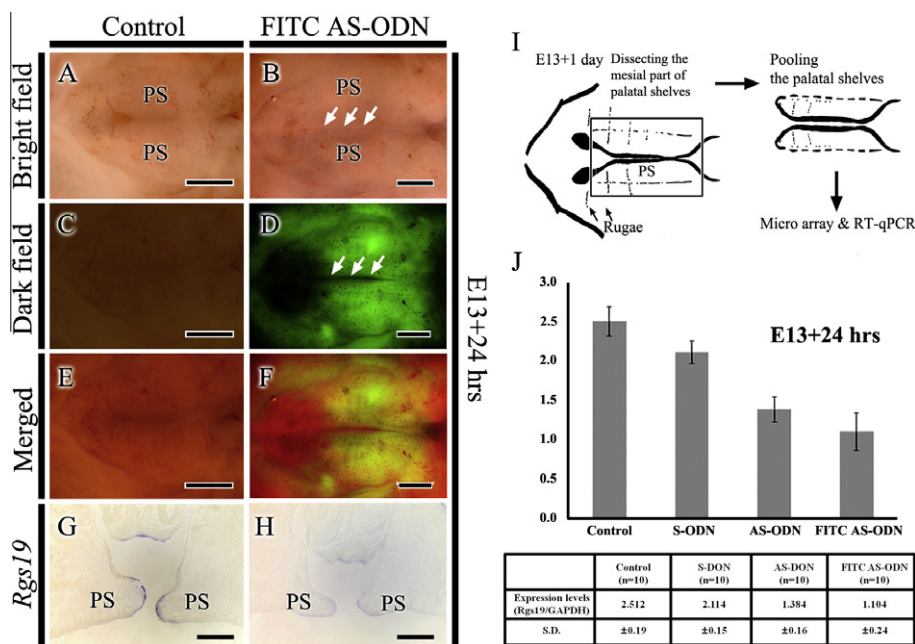 Control
FITC AS-ODN
Bright field
Dark field
Merged
Rgs19
A
PS
PS
B
PS
PS
C
D
E
F
G
PS
PS
H
PS
PS
E13+24 hrs
I
E13+1 day
Dissecting the
mesial part of
palatal shelves
Pooling
the palatal shelves
PS
Rugae
Micro array & RT-qPCR
J
E13+24 hrs
3.0
2.5
2.0
1.5
1.0
0.5
0.0
Control
S-ODN
AS-ODN
FITC AS-ODN
Control (n=10)
S-DON (n=10)
AS-DON (n=10)
FITC AS-ODN (n=10)
Expression levels (Rgs19/GAPDH)
2.512
2.114
1.384
1.104
S.D.
±0.19
±0.15
±0.16
±0.24